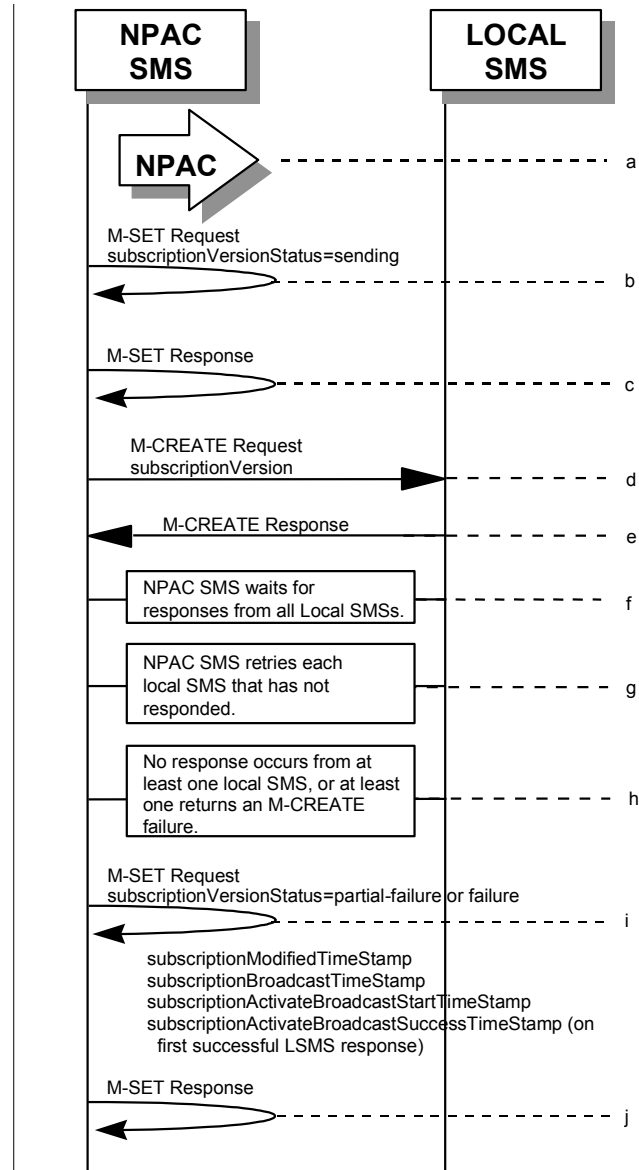 NPAC
SMS
LOCAL
SMS
NPAC
a
M-SET Request
subscriptionVersionStatus=sending
b
M-SET Response
c
M-CREATE Request
subscriptionVersion
d
M-CREATE Response
e
NPAC SMS waits for
responses from all Local SMSs.
f
NPAC SMS retries each
local SMS that has not
responded.
g
No response occurs from at
least one local SMS, or at least
one returns an M-CREATE
failure.
h
M-SET Request
subscriptionVersionStatus=partial-failure or failure
i
subscriptionModifiedTimeStamp
subscriptionBroadcastTimeStamp
subscriptionActivateBroadcastStartTimeStamp
subscriptionActivateBroadcastSuccessTimeStamp (on
first successful LSMS response)
M-SET Response
j